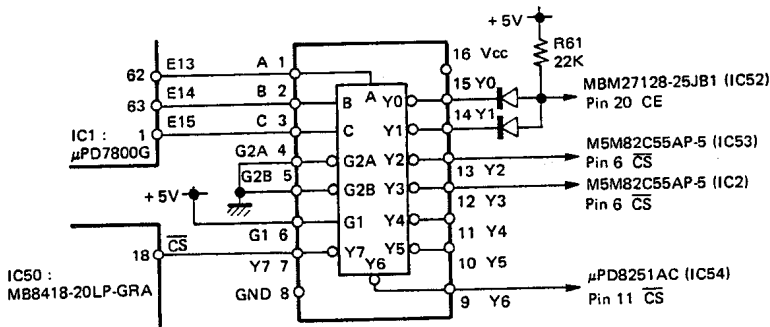 +5V
R61
22K
16 Vcc
62 E13 A 1
A
15 Y0
MBM27128-25JB1 (IC52)
Pin 20 CE
63 E14 B 2
B Y0
14 Y1
IC1 :
μPD7800G
1 E15 C 3
C Y1
M5M82C55AP-5 (IC53)
Pin 6 CS
G2A 4
G2A Y2
13 Y2
M5M82C55AP-5 (IC2)
Pin 6 CS
G2B 5
G2B Y3
12 Y3
+5V
G1 6
G1 Y4
11 Y4
18 CS
Y7 7
Y7 Y5
10 Y5
Y6
IC50 :
MB8418-20LP-GRA
GND 8
9 Y6
μPD8251AC (IC54)
Pin 11 CS